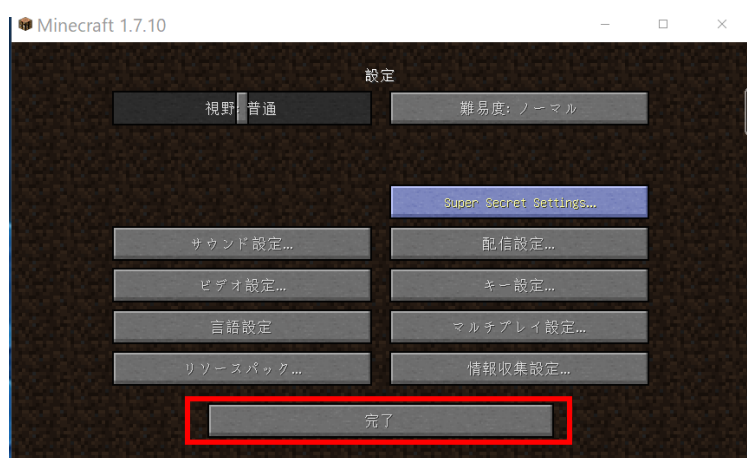 Minecraft 1.7.10
設定
視野: 普通
難易度: ノーマル
Super Secret Settings...
サウンド設定...
配信設定...
ビデオ設定...
キー設定...
言語設定
マルチプレイ設定...
リソースパック...
情報収集設定...
完了